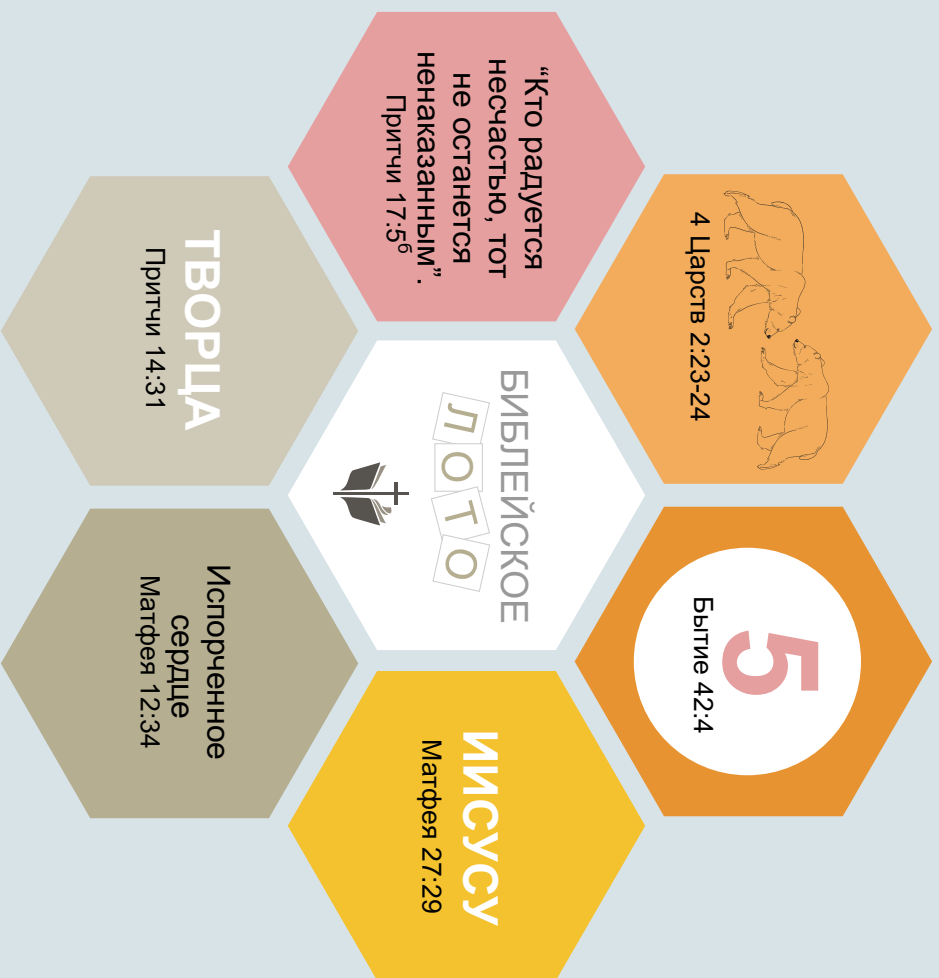 4 Царств 2:23-24
5
Бытие 42:4
“Кто радуется
несчастью, тот
не останется
ненаказанным”.
Притчи 17:5б
БИБЛЕЙСКОЕ
ЛОТО
ИИСУСУ
Матфея 27:29
ТВОРЦА
Притчи 14:31
Испорченное
сердце
Матфея 12:34